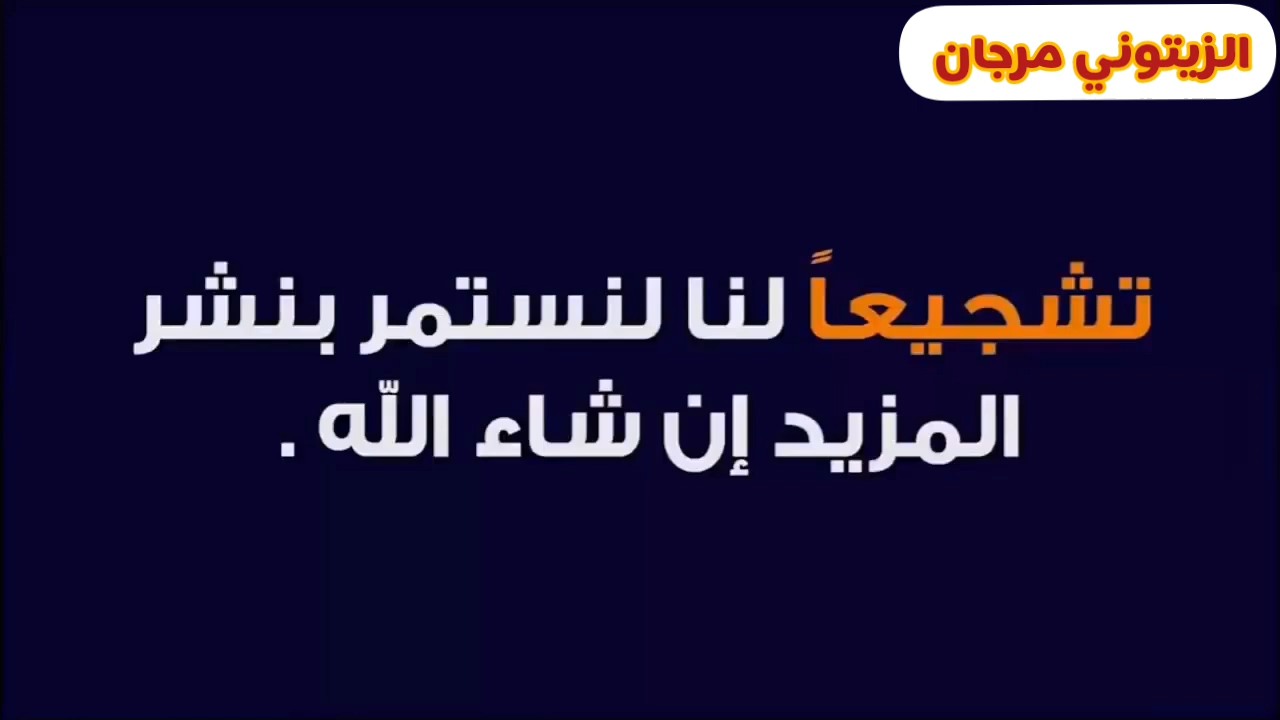 الزيتوني مرجان
تشجيعاً لنا لنستمر بنشر
المزيد إن شاء الله .